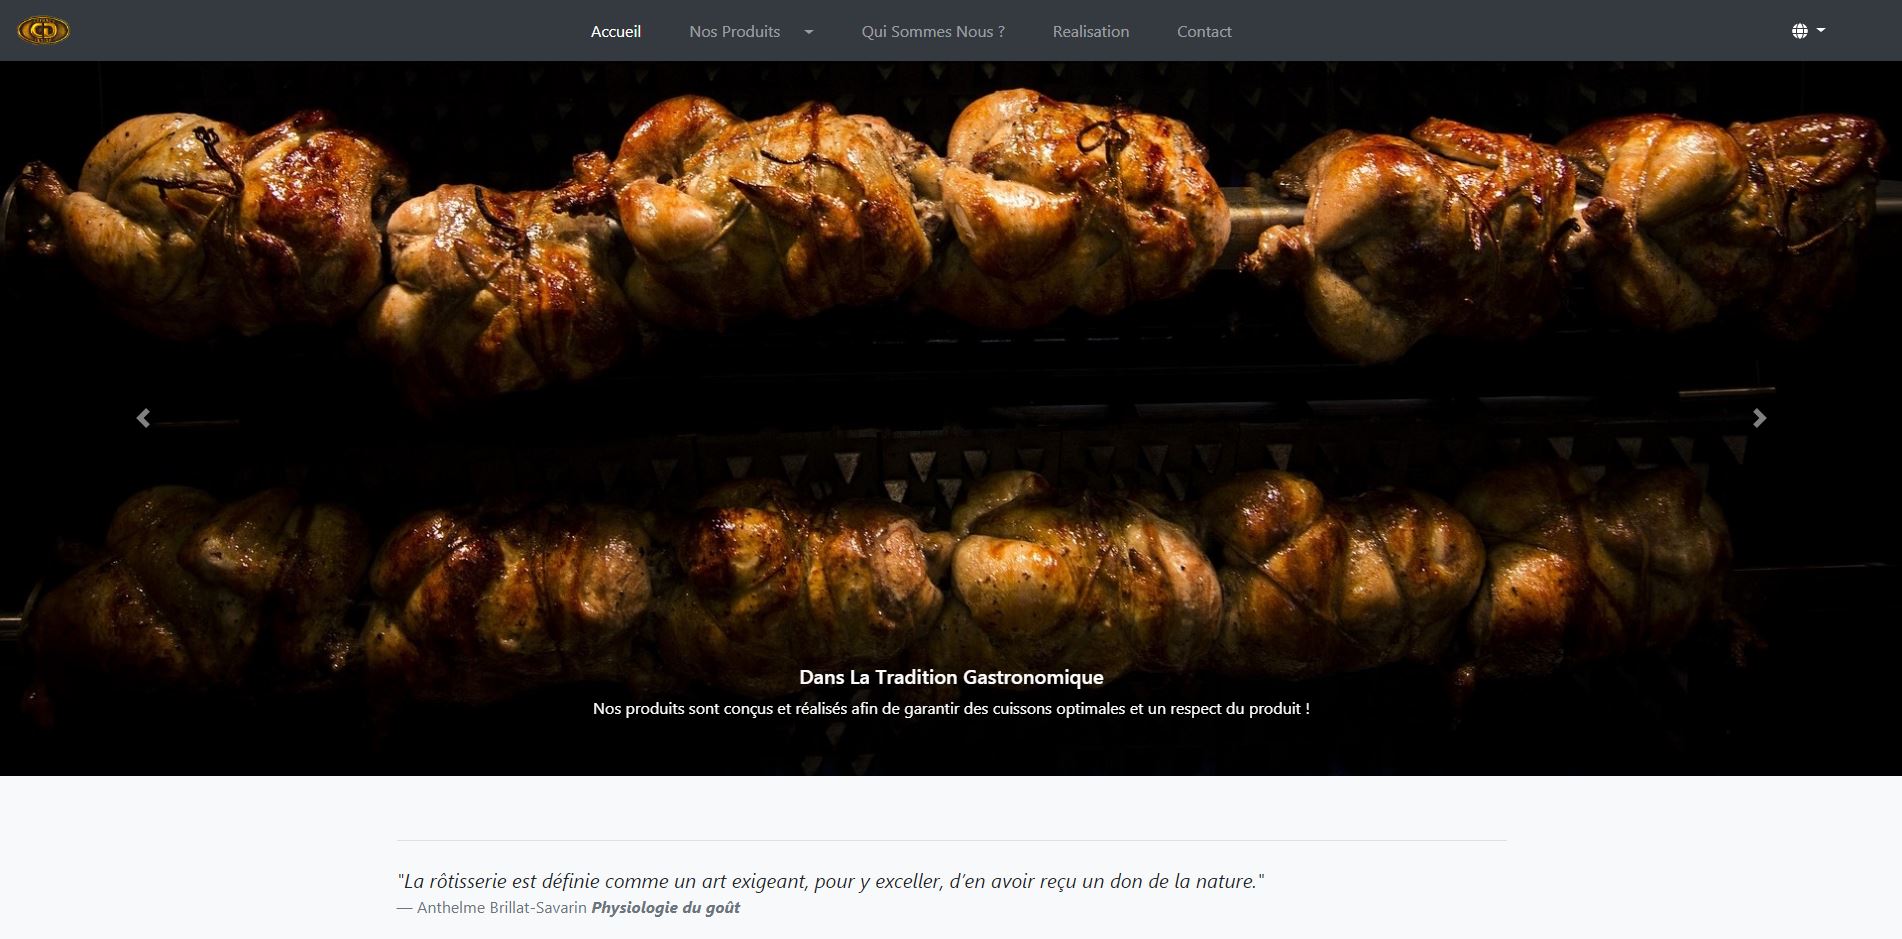 CD
Accueil
Nos Produits
Qui Sommes Nous ?
Realisation
Contact
Dans La Tradition Gastronomique
Nos produits sont conçus et réalisés afin de garantir des cuissons optimales et un respect du produit !
"La rôtisserie est définie comme un art exigeant, pour y exceller, d’en avoir reçu un don de la nature."
— Anthelme Brillat-Savarin Physiologie du goût